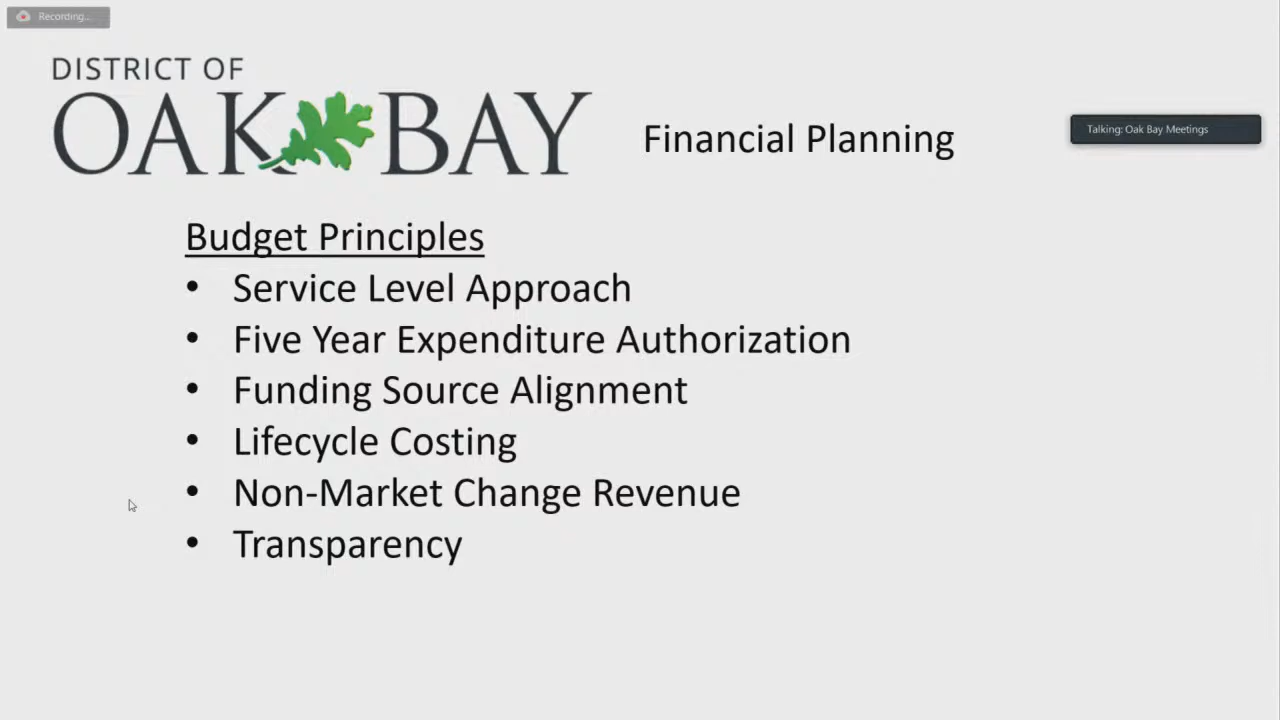 Recording...
DISTRICT OF
OAK BAY
Financial Planning
Talking: Oak Bay Meetings
Budget Principles
• Service Level Approach
• Five Year Expenditure Authorization
• Funding Source Alignment
• Lifecycle Costing
• Non-Market Change Revenue
• Transparency